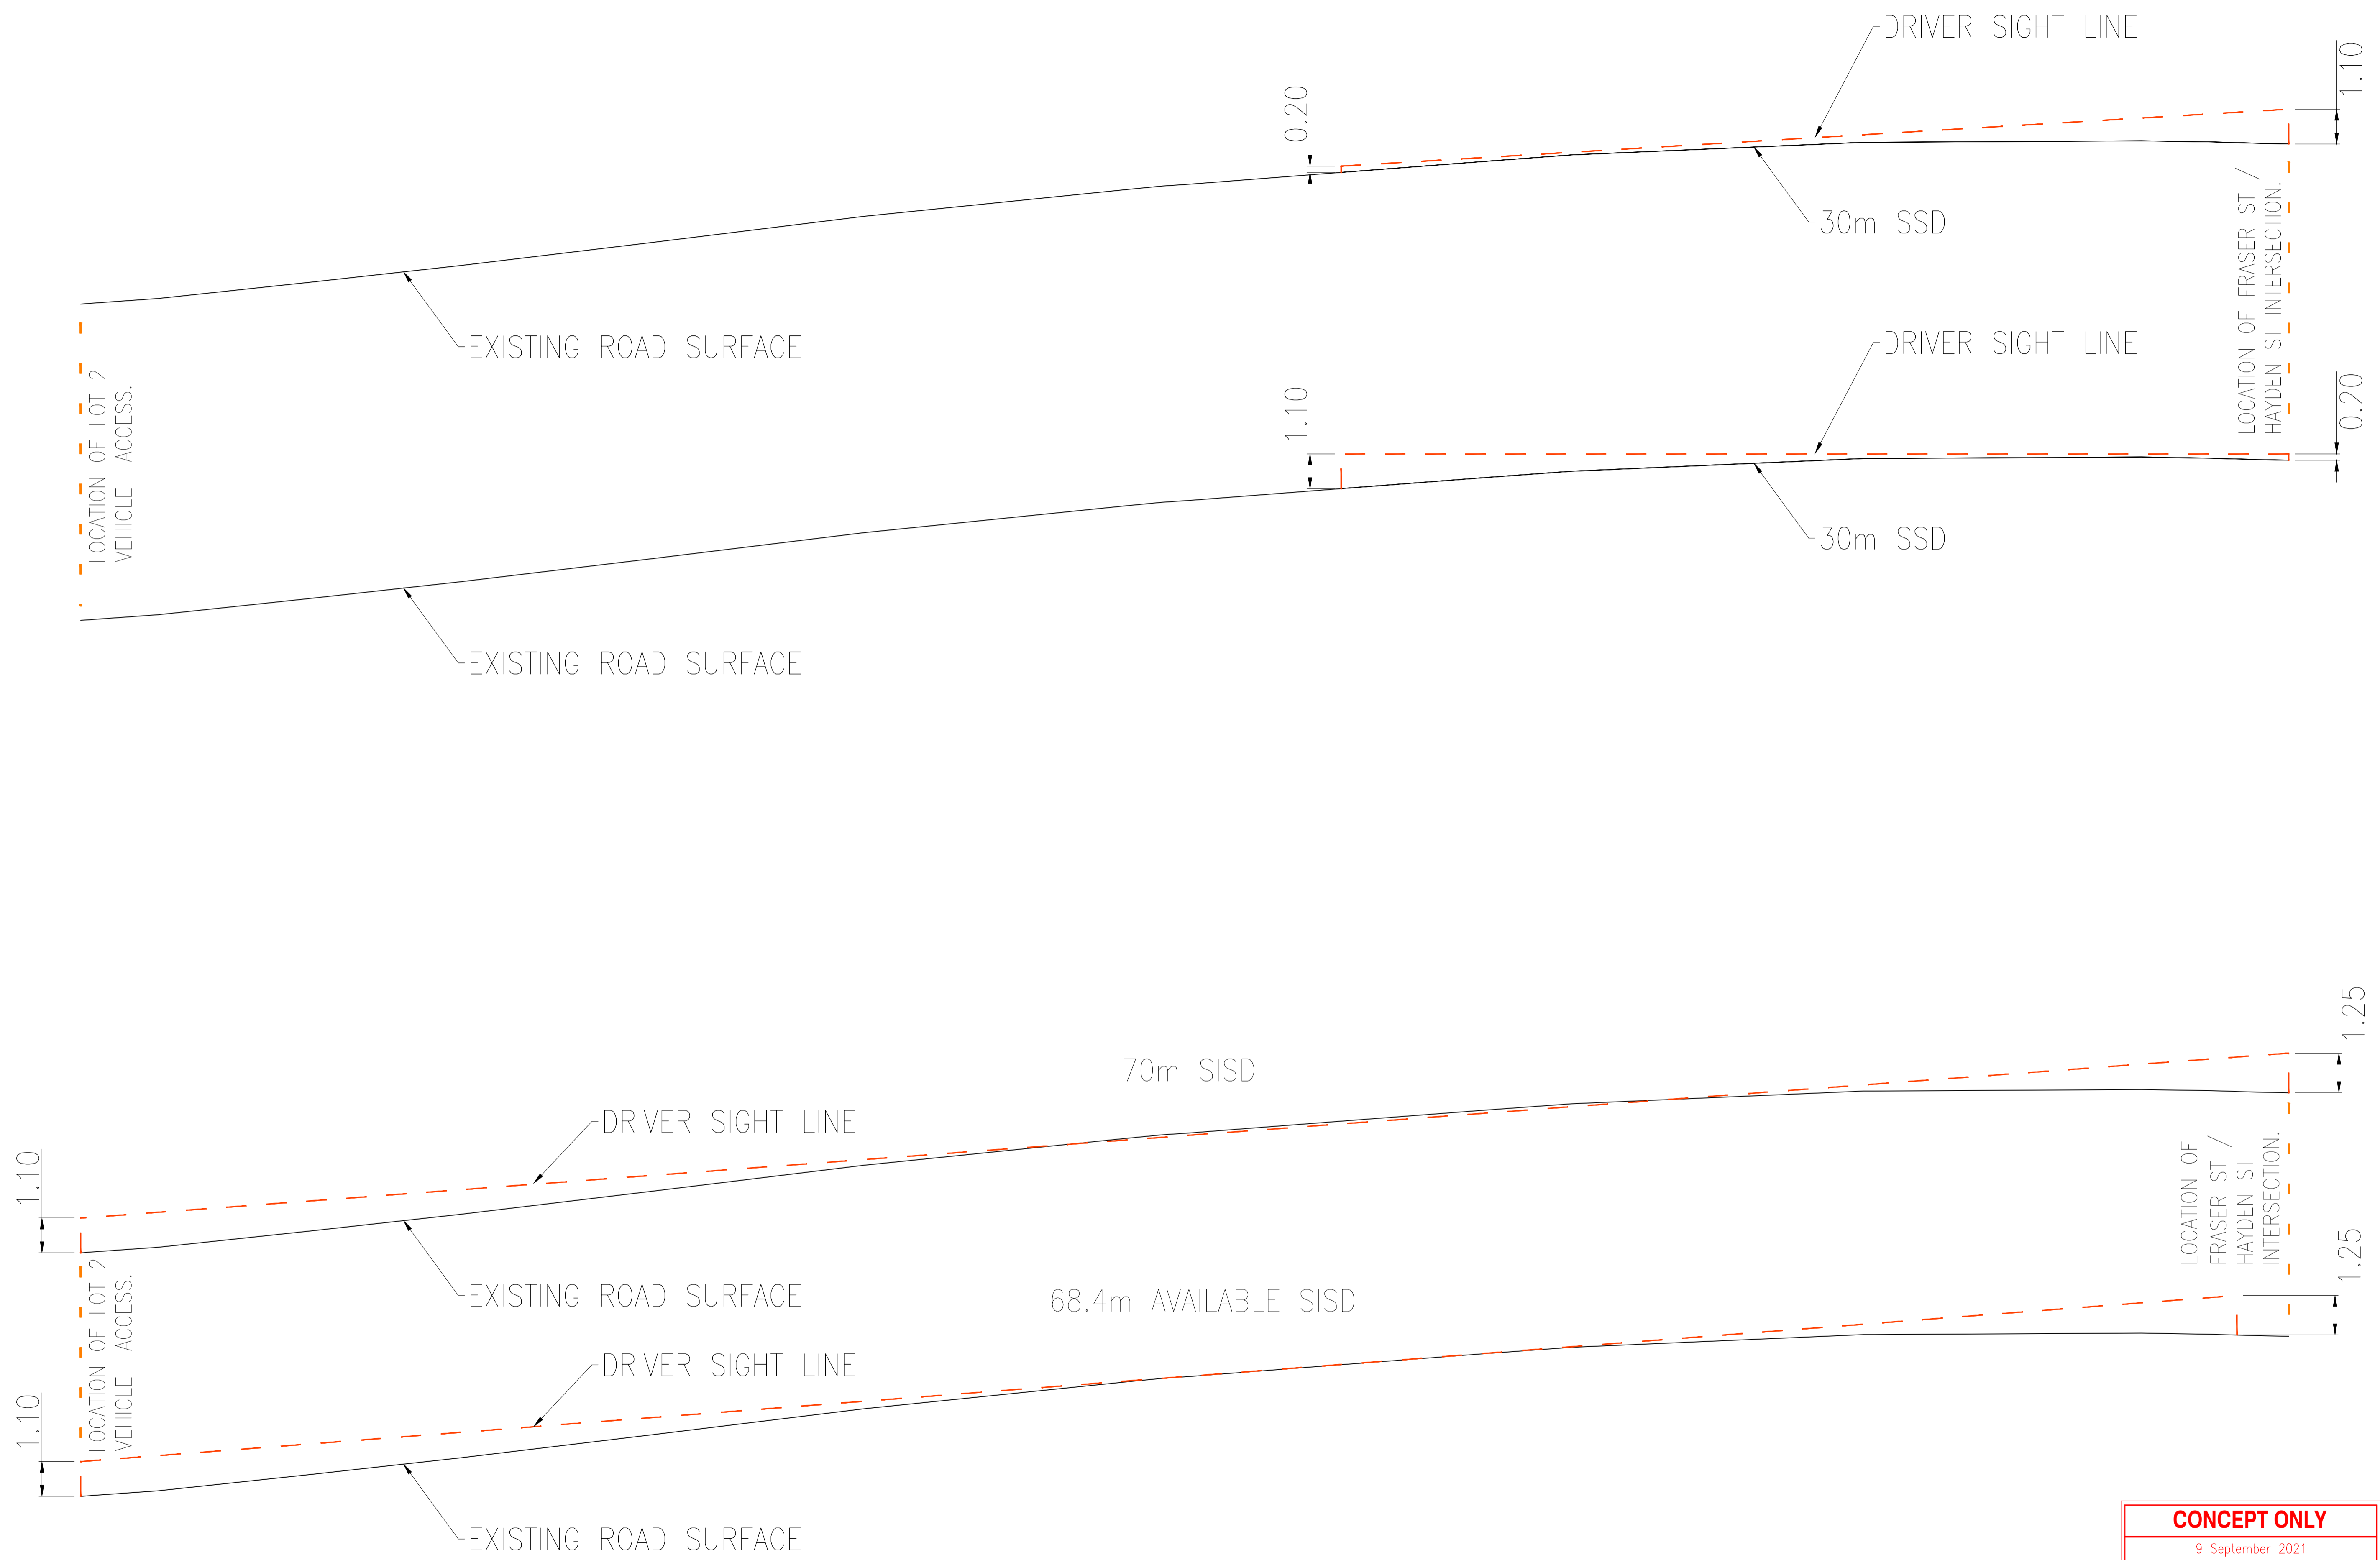 DRIVER SIGHT LINE
1.10
0.20
30m SSD
LOCATION OF FRASER ST /
HAYDEN ST INTERSECTION.
EXISTING ROAD SURFACE
DRIVER SIGHT LINE
LOCATION OF LOT 2
VEHICLE ACCESS.
1.10
0.20
30m SSD
EXISTING ROAD SURFACE
1.25
70m SISD
DRIVER SIGHT LINE
1.10
LOCATION OF
FRASER ST /
HAYDEN ST
INTERSECTION.
EXISTING ROAD SURFACE
68.4m AVAILABLE SISD
1.25
LOCATION OF LOT 2
VEHICLE ACCESS.
DRIVER SIGHT LINE
1.10
EXISTING ROAD SURFACE
CONCEPT ONLY
9 September 2021